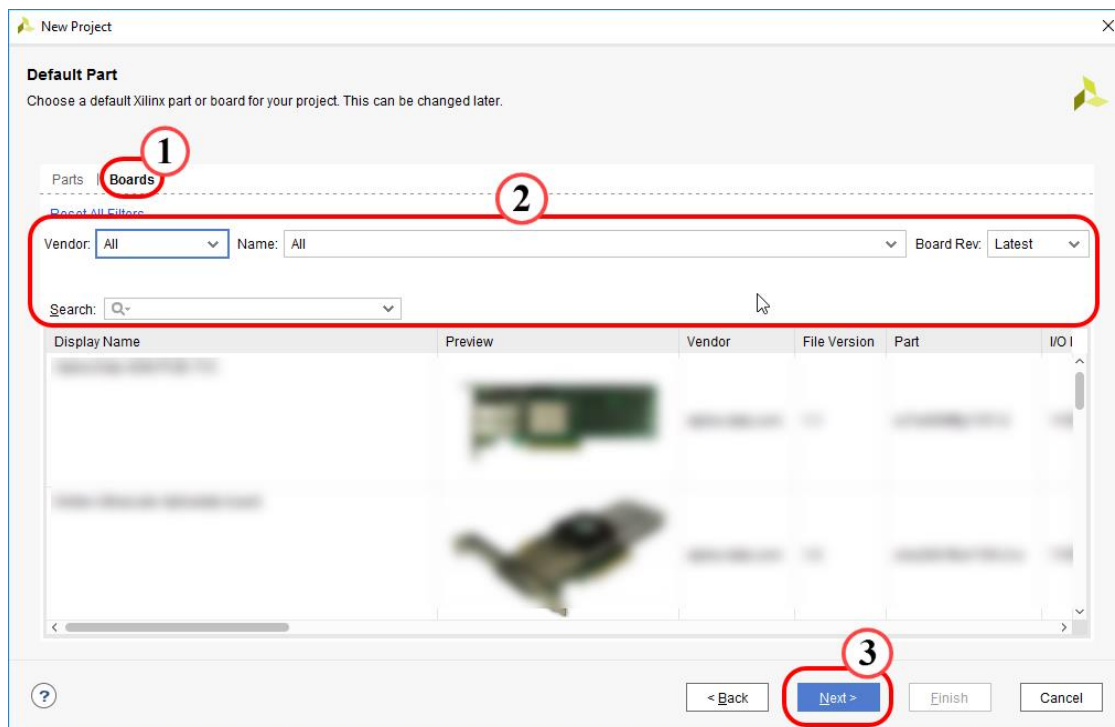 New Project
Default Part
Choose a default Xilinx part or board for your project. This can be changed later.
1
Parts | Boards
2
Reset All Filters
Vendor: All Name: All Board Rev: Latest
Search:
Display Name Preview Vendor File Version Part I/O
3
? < Back Next > Finish Cancel